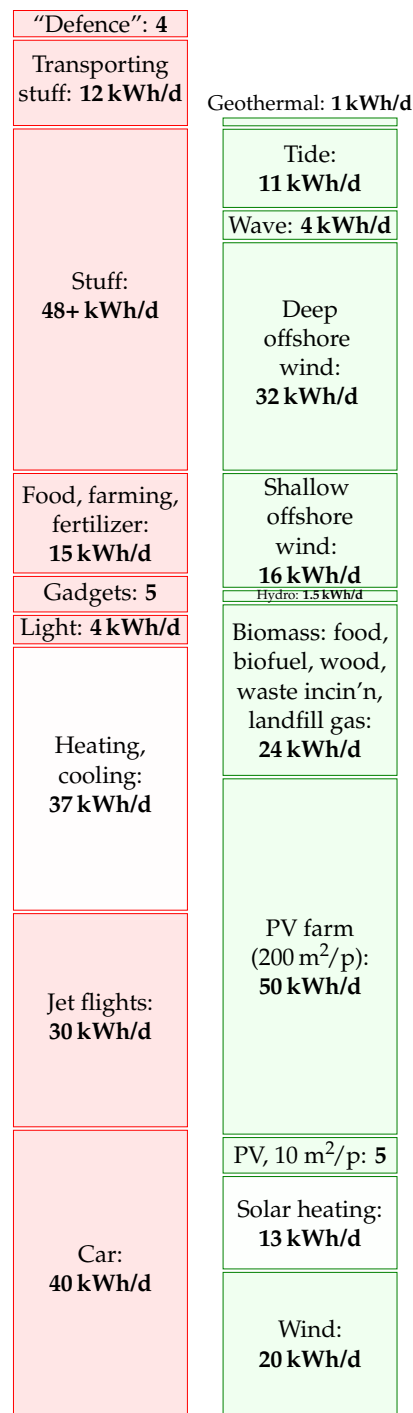 “Defence”: 4
Transporting
stuff: 12 kWh/d
Stuff:
48+ kWh/d
Food, farming,
fertilizer:
15 kWh/d
Gadgets: 5
Light: 4 kWh/d
Heating,
cooling:
37 kWh/d
Jet flights:
30 kWh/d
Car:
40 kWh/d
Geothermal: 1 kWh/d
Tide:
11 kWh/d
Wave: 4 kWh/d
Deep
offshore
wind:
32 kWh/d
Shallow
offshore
wind:
16 kWh/d
Hydro: 1.5 kWh/d
Biomass: food,
biofuel, wood,
waste incin’n,
landfill gas:
24 kWh/d
PV farm
(200 m²/p):
50 kWh/d
PV, 10 m²/p: 5
Solar heating:
13 kWh/d
Wind:
20 kWh/d